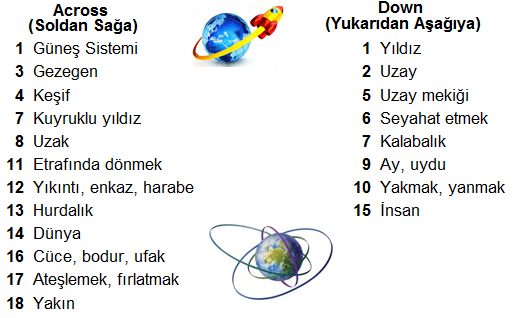 Across
(Soldan Sağa)
1 Güneş Sistemi
3 Gezegen
4 Keşif
7 Kuyruklu yıldız
8 Uzak
11 Etrafında dönmek
12 Yıkıntı, enkaz, harabe
13 Hurdalık
14 Dünya
16 Cüce, bodur, ufak
17 Ateşlemek, fırlatmak
18 Yakın
Down
(Yukarıdan Aşağıya)
1 Yıldız
2 Uzay
5 Uzay mekiği
6 Seyahat etmek
7 Kalabalık
9 Ay, uydu
10 Yakmak, yanmak
15 İnsan